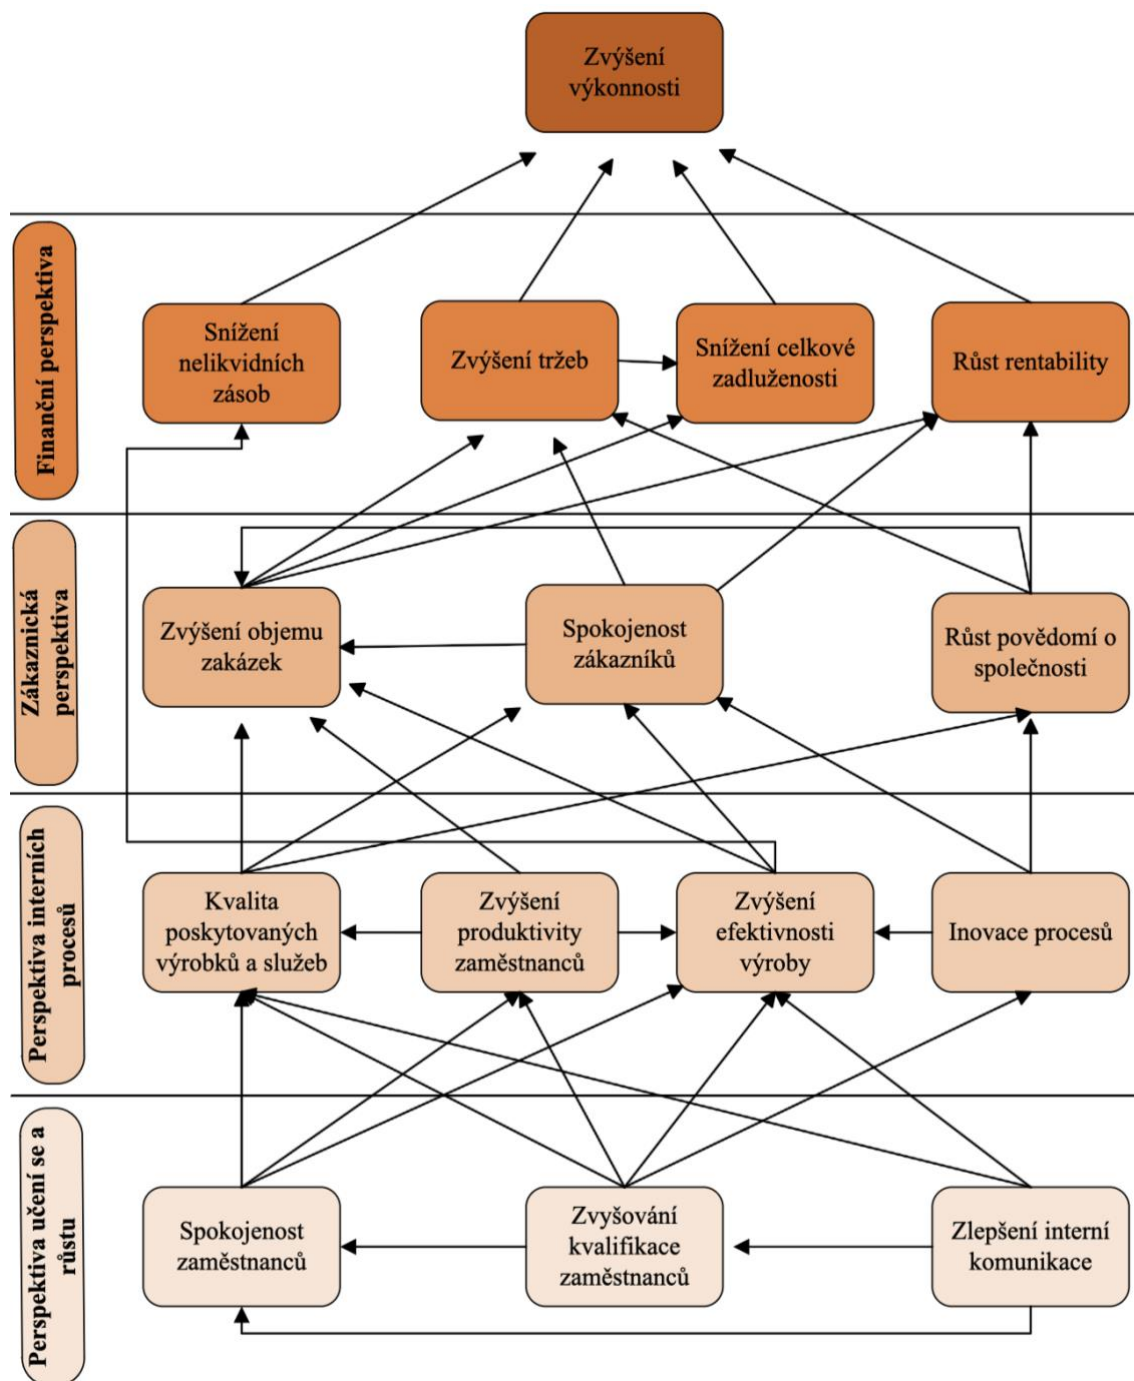 Zvýšení
výkonnosti
Finanční perspektiva
Snížení
nelikvidních
zásob
Zvýšení tržeb
Snížení celkové
zadluženosti
Růst rentability
Zákaznická
perspektiva
Zvýšení objemu
zakázek
Spokojenost
zákazníků
Růst povědomí o
společnosti
Perspektiva interních
procesů
Kvalita
poskytovaných
výrobků a služeb
Zvýšení
produktivity
zaměstnanců
Zvýšení
efektivnosti
výroby
Inovace procesů
Perspektiva učení se a
růstu
Spokojenost
zaměstnanců
Zvyšování
kvalifikace
zaměstnanců
Zlepšení interní
komunikace